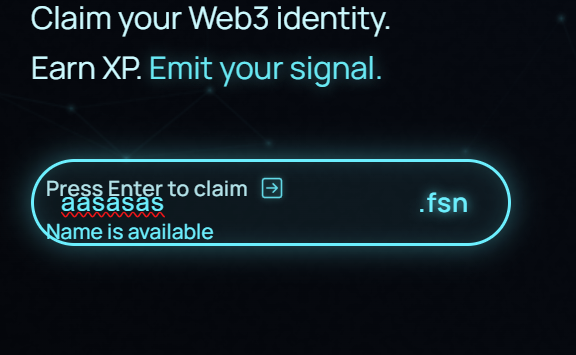 Claim your Web3 identity.
Earn XP. Emit your signal.
Press Enter to claim
aasasas .fsn
Name is available